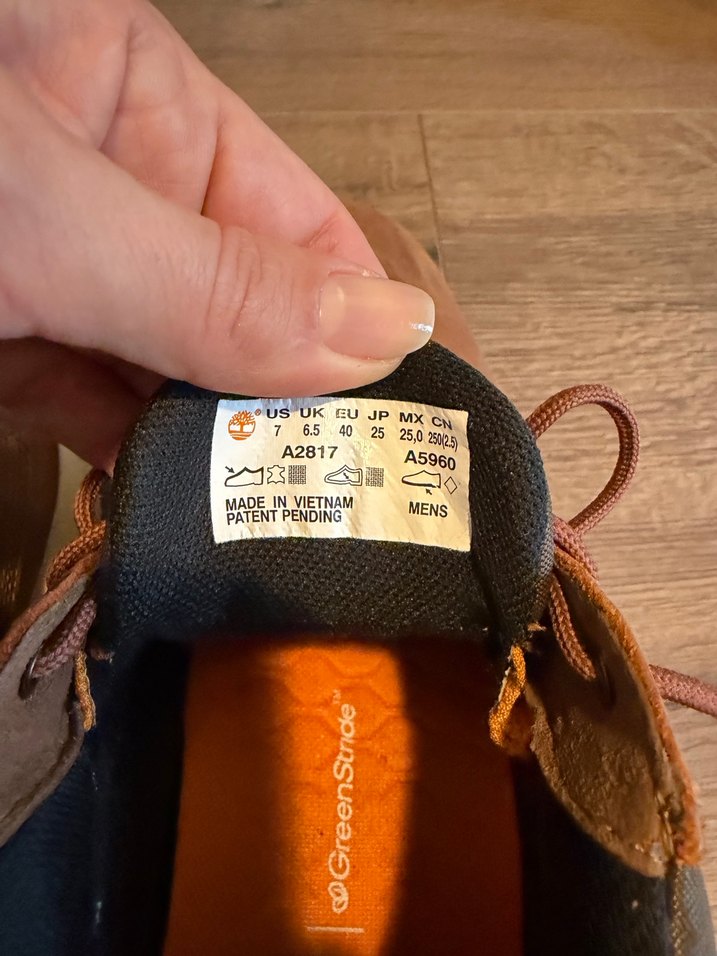 ® US UK EU JP MX CN
7 6.5 40 25 25,0 250(2.5)
A2817 A5960
MADE IN VIETNAM
PATENT PENDING
MENS
GreenStride™